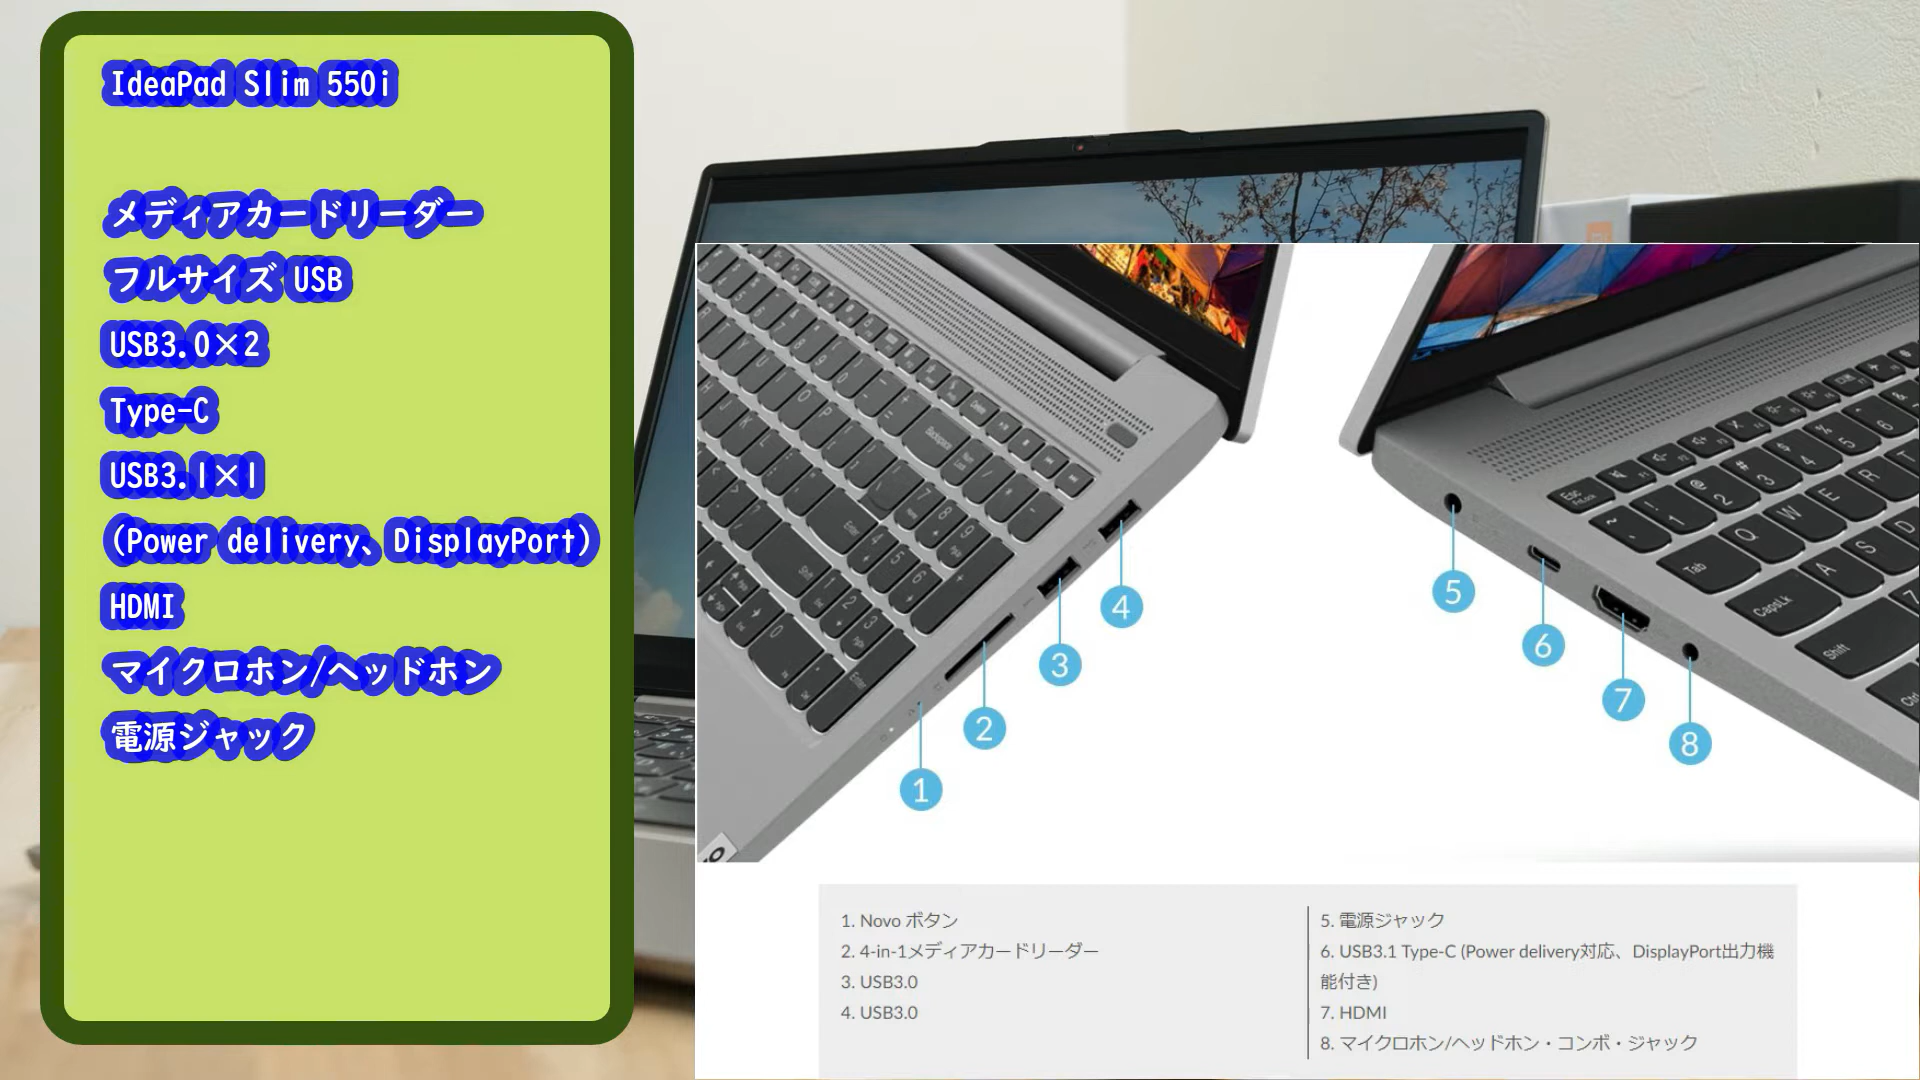 IdeaPad Slim 550i
メディアカードリーダー
フルサイズ USB
USB3.0×2
Type-C
USB3.1×1
(Power delivery、DisplayPort)
HDMI
マイクロホン/ヘッドホン
電源ジャック
4
3
2
1
5
6
7
8
1. Novo ボタン
2. 4-in-1メディアカードリーダー
3. USB3.0
4. USB3.0
5. 電源ジャック
6. USB3.1 Type-C (Power delivery対応、DisplayPort出力機
能付き)
7. HDMI
8. マイクロホン/ヘッドホン・コンボ・ジャック